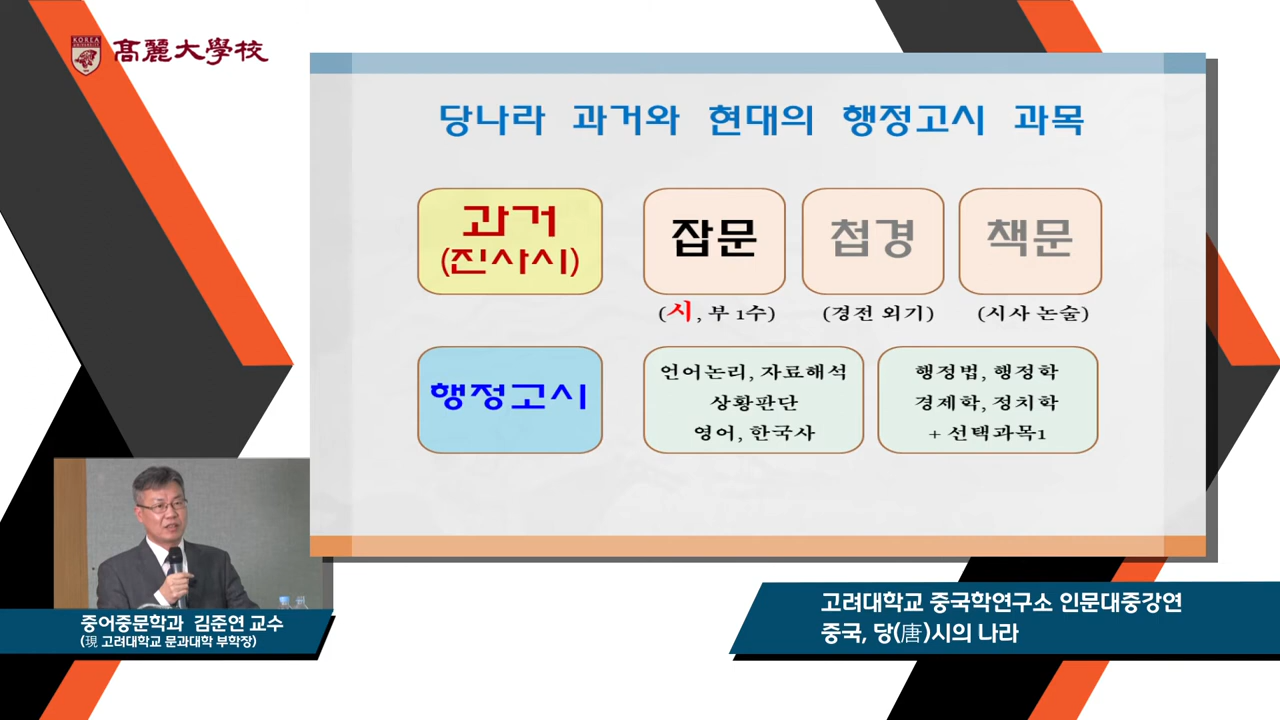 KOREA
UNIVERSITY
高麗大學校
당나라 과거와 현대의 행정고시 과목
과거
(진사시)
잡문
첩경
책문
(시, 부 1수)
(경전 외기)
(시사 논술)
행정고시
언어논리, 자료해석
상황판단
영어, 한국사
행정법, 행정학
경제학, 정치학
+ 선택과목1
중어중문학과 김준연 교수
(現 고려대학교 문과대학 부학장)
고려대학교 중국학연구소 인문대중강연
중국, 당(唐)시의 나라